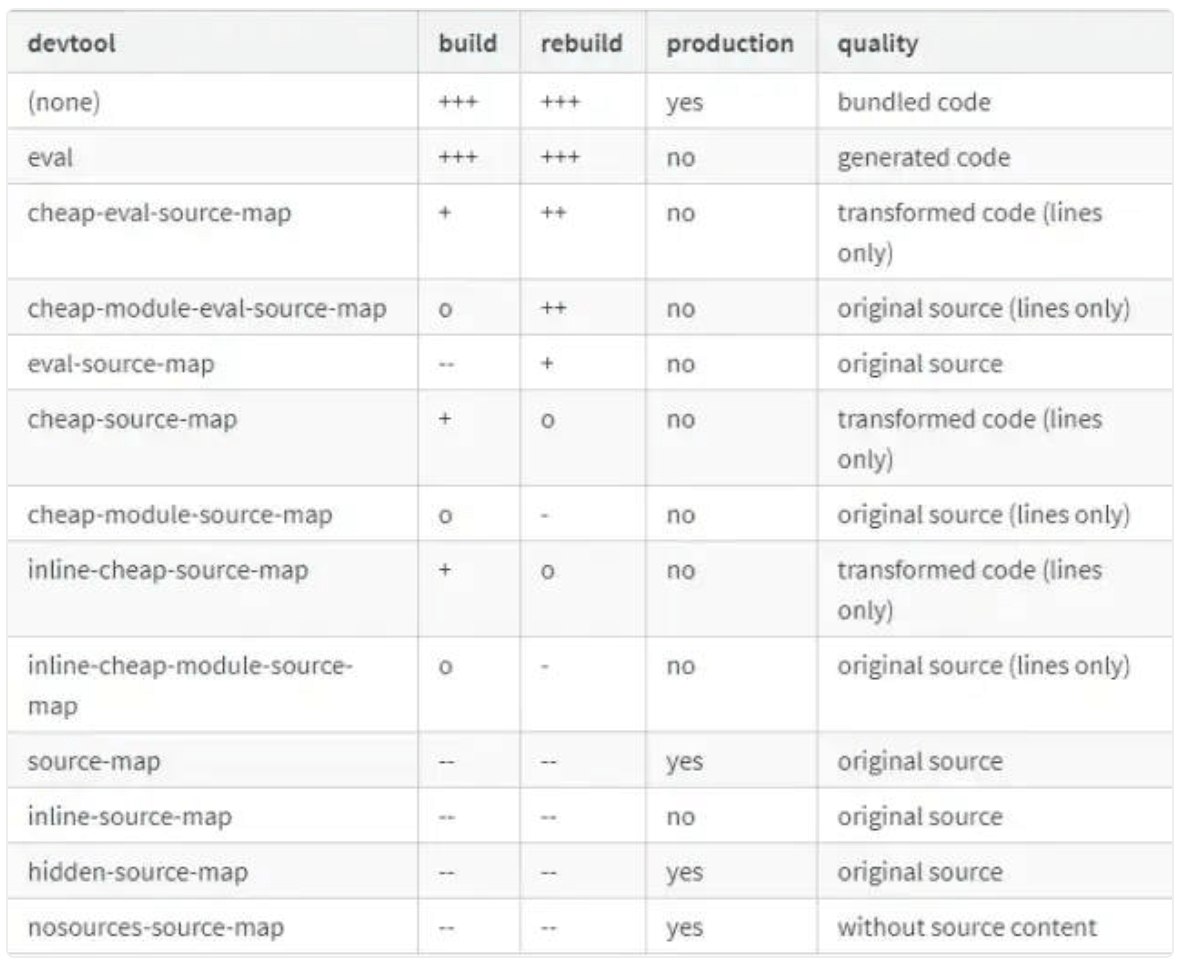 devtool build rebuild production quality
(none) +++ +++ yes bundled code
eval +++ +++ no generated code
cheap-eval-source-map + ++ no transformed code (lines
only)
cheap-module-eval-source-map o ++ no original source (lines only)
eval-source-map -- + no original source
cheap-source-map + o no transformed code (lines
only)
cheap-module-source-map o - no original source (lines only)
inline-cheap-source-map + o no transformed code (lines
only)
inline-cheap-module-source- o - no original source (lines only)
map
source-map -- -- yes original source
inline-source-map -- -- no original source
hidden-source-map -- -- yes original source
nosources-source-map -- -- yes without source content